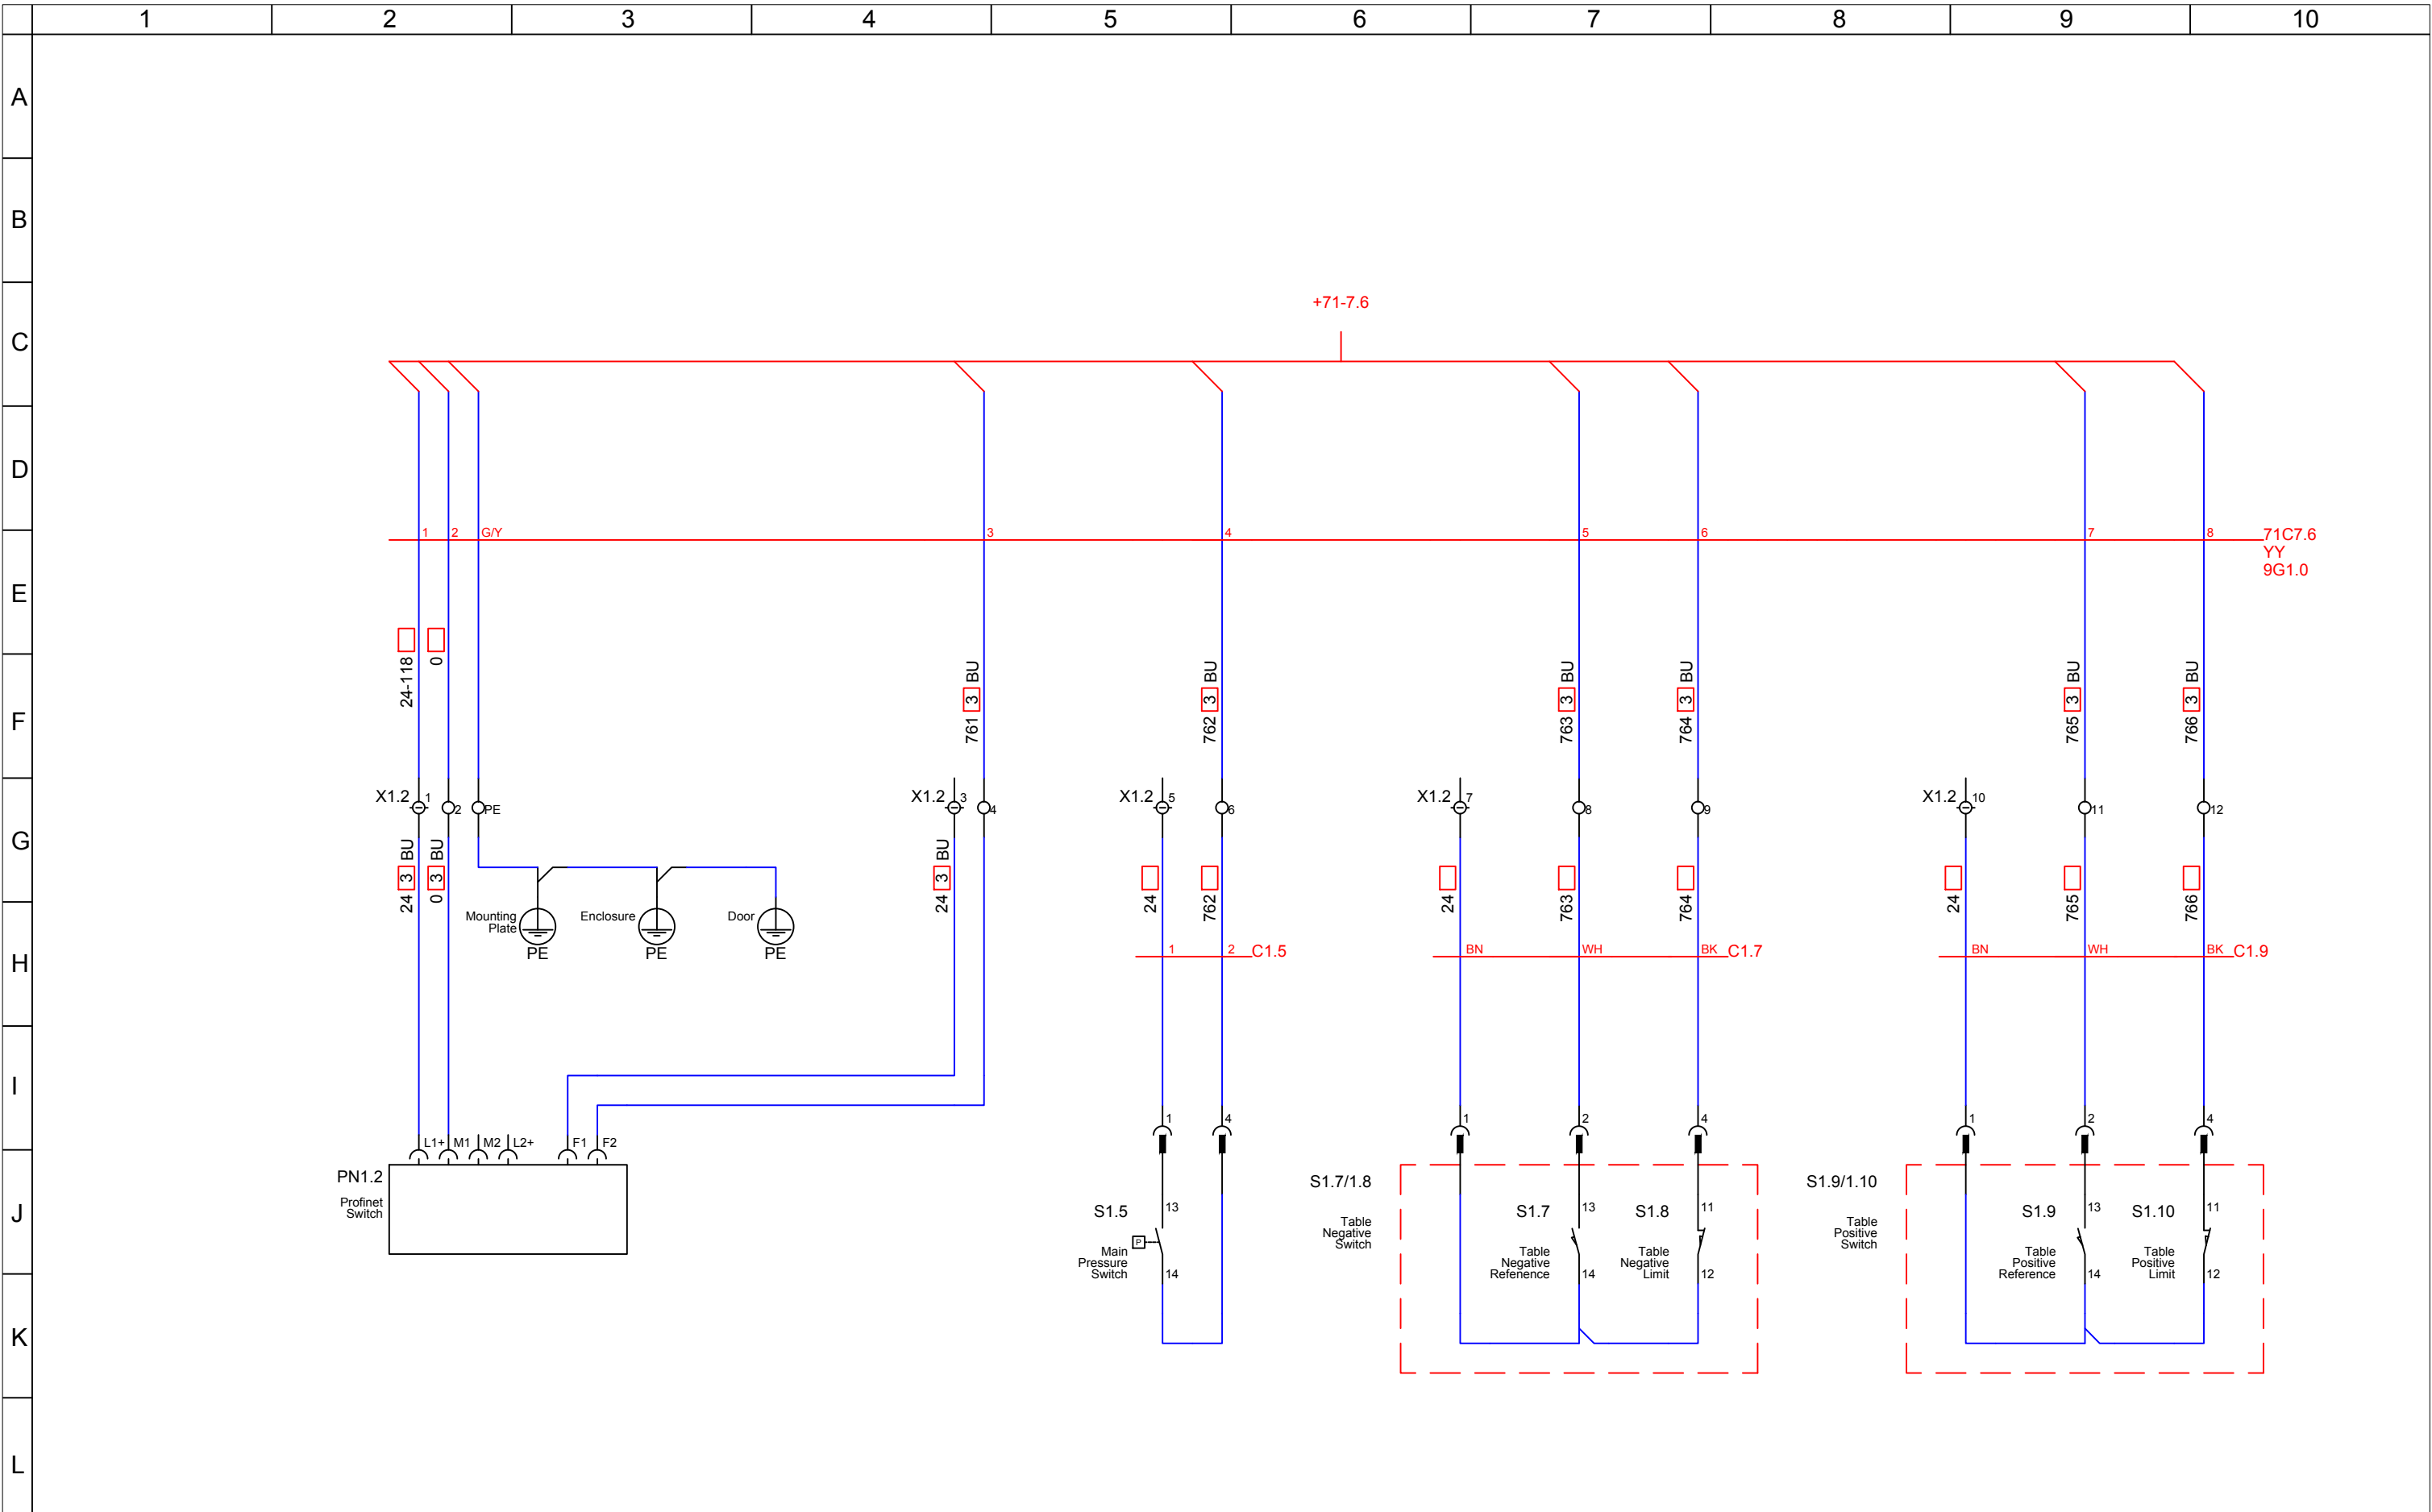 1 2 3 4 5 6 7 8 9 10
A
B
C
D
E
F
G
H
I
J
K
L
+71-7.6
1 2 G/Y 3 4 5 6 7 8
71C7.6
YY
9G1.0
24-118
0
761 3 BU
762 3 BU
763 3 BU
764 3 BU
765 3 BU
766 3 BU
X1.2 1 2 PE
X1.2 3 4
X1.2 5 6
X1.2 7 8 9
X1.2 10 11 12
24 3 BU
0 3 BU
24 3 BU
24
762
24
763
764
24
765
766
Mounting
Plate
PE
Enclosure
PE
Door
PE
1 2 C1.5
BN WH BK C1.7
BN WH BK C1.9
1 4
1 2 4
1 2 4
L1+ M1 M2 L2+ F1 F2
PN1.2
Profinet
Switch
S1.5
13
P
Main
Pressure
Switch
14
S1.7/1.8
Table
Negative
Switch
S1.7
13
Table
Negative
Refenence
14
S1.8
11
Table
Negative
Limit
12
S1.9/1.10
Table
Positive
Switch
S1.9
13
Table
Positive
Reference
14
S1.10
11
Table
Positive
Limit
12